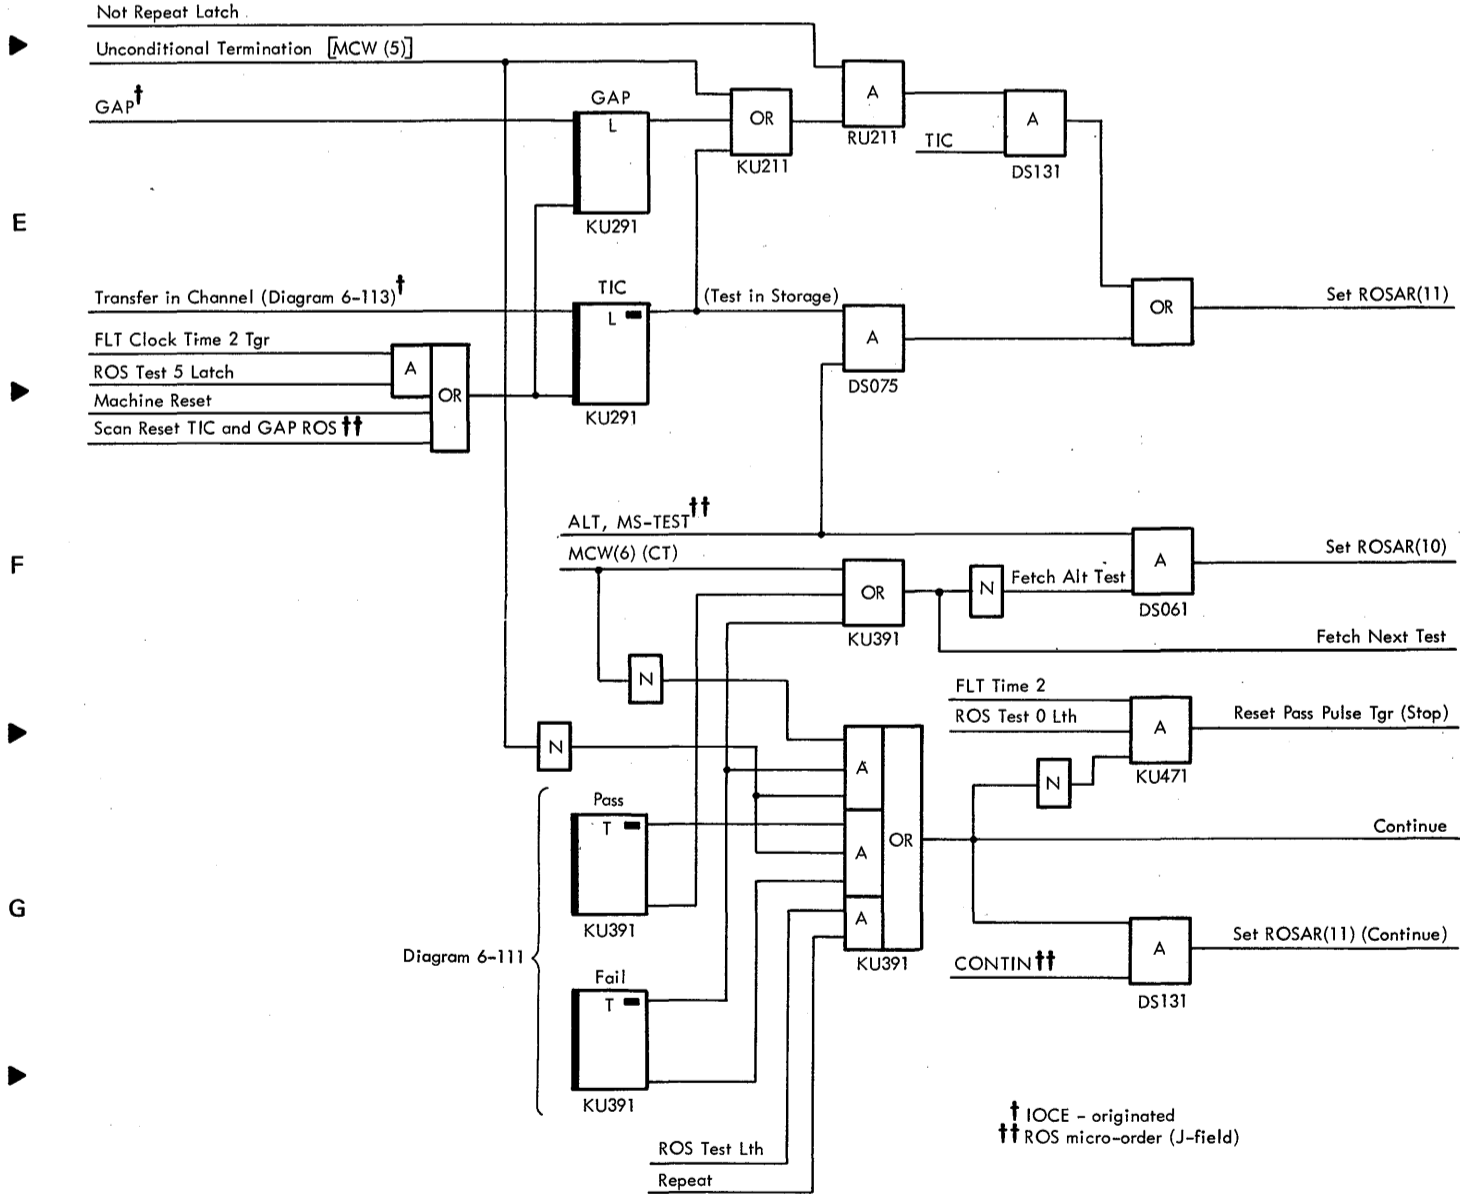 Not Repeat Latch
Unconditional Termination [MCW (5)]
GAP†
GAP
L
KU291
OR
KU211
A
RU211
TIC
A
DS131
E
Transfer in Channel (Diagram 6-113)†
TIC
L
KU291
(Test in Storage)
A
DS075
OR
Set ROSAR(11)
FLT Clock Time 2 Tgr
ROS Test 5 Latch
Machine Reset
Scan Reset TIC and GAP ROS ††
A
OR
F
ALT, MS-TEST††
MCW(6) (CT)
OR
KU391
N
Fetch Alt Test
A
DS061
Set ROSAR(10)
Fetch Next Test
N
N
FLT Time 2
ROS Test 0 Lth
A
KU471
Reset Pass Pulse Tgr (Stop)
N
Continue
A
A
A
OR
KU391
G
Pass
T
KU391
Diagram 6-111
Fail
T
KU391
CONTIN††
A
DS131
Set ROSAR(11) (Continue)
ROS Test Lth
Repeat
† IOCE - originated
†† ROS micro-order (J-field)